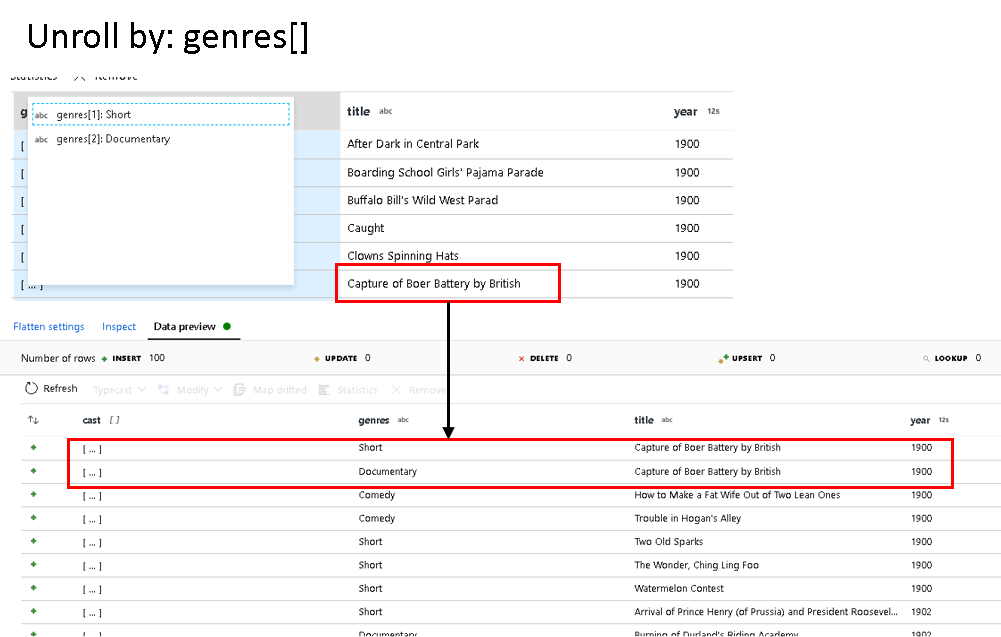 Unroll by: genres[]
Statistics Remove
g title abc year 12s
abc genres[1]: Short
abc genres[2]: Documentary
[ After Dark in Central Park 1900
[ Boarding School Girls' Pajama Parade 1900
[ Buffalo Bill's Wild West Parad 1900
[ Caught 1900
[ Clowns Spinning Hats 1900
[ ... ] Capture of Boer Battery by British 1900
Flatten settings Inspect Data preview
Number of rows + INSERT 100 UPDATE 0 × DELETE 0 UPSERT 0 LOOKUP 0
Refresh Typecast Modify Map drifted Statistics Remove
cast [ ] genres abc title abc year 12s
+ [ ... ] Short Capture of Boer Battery by British 1900
+ [ ... ] Documentary Capture of Boer Battery by British 1900
+ [ ... ] Comedy How to Make a Fat Wife Out of Two Lean Ones 1900
+ [ ... ] Comedy Trouble in Hogan's Alley 1900
+ [ ... ] Short Two Old Sparks 1900
+ [ ... ] Short The Wonder, Ching Ling Foo 1900
+ [ ... ] Short Watermelon Contest 1900
+ [ ... ] Short Arrival of Prince Henry (of Prussia) and President Roosevel... 1902
+ [ ... ] Documentary Burning of Durland's Riding Academy 1902